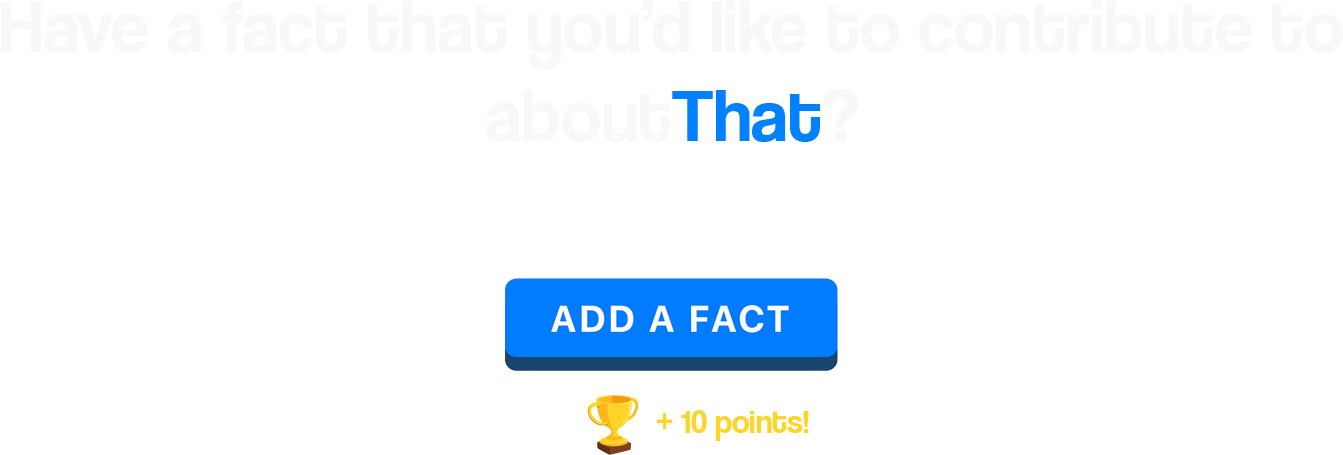 Have a fact that you'd like to contribute to
aboutThat?
ADD A FACT
+ 10 points!